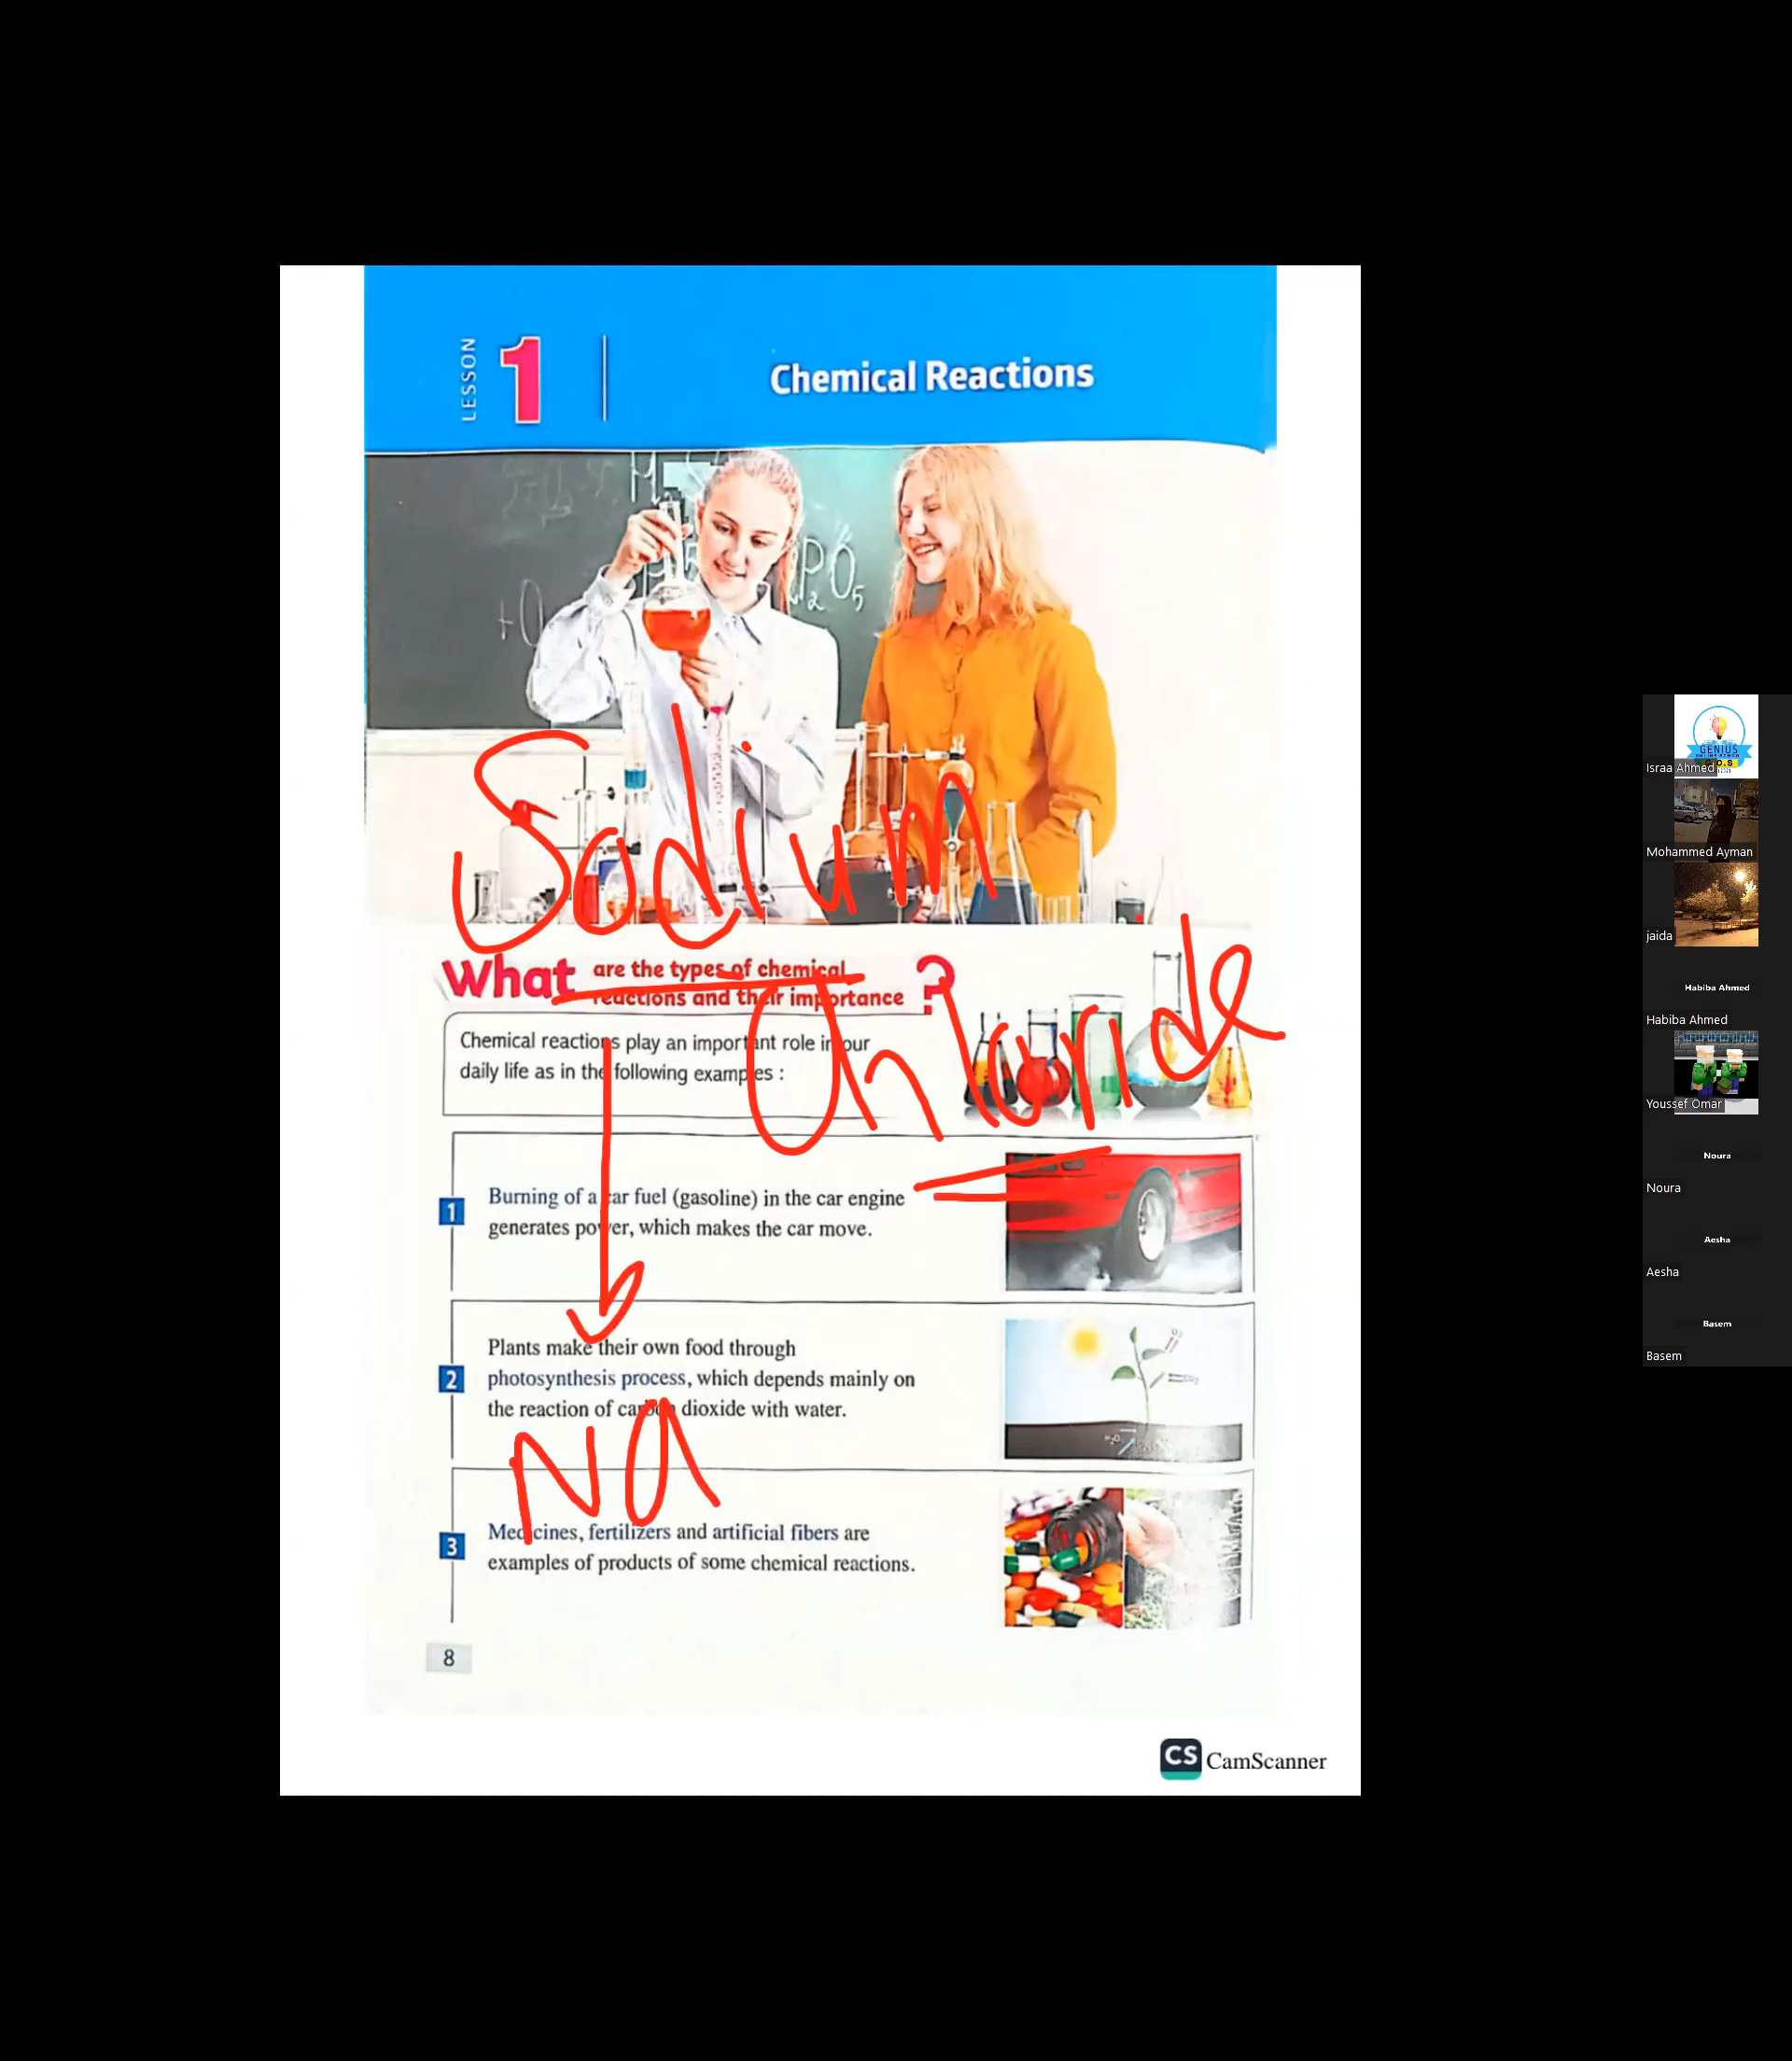 LESSON 1
Chemical Reactions
+O
P2O5
Sodium
What are the types of chemical
reactions and their importance ?
Chloride
Chemical reactions play an important role in our
daily life as in the following examples :
1
Burning of a car fuel (gasoline) in the car engine
generates power, which makes the car move.
2
Plants make their own food through
photosynthesis process, which depends mainly on
the reaction of carbon dioxide with water.
Na
3
Medicines, fertilizers and artificial fibers are
examples of products of some chemical reactions.
8
CS CamScanner
GENIUS
Israa Ahmed
Mohammed Ayman
jaida
Habiba Ahmed
Habiba Ahmed
Youssef Omar
Noura
Noura
Aesha
Aesha
Basem
Basem